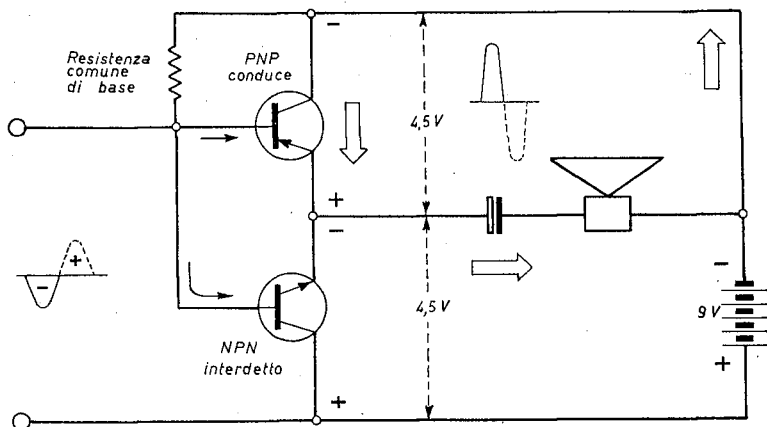 Resistenza
comune
di base
PNP
conduce
−
4,5 V
+
−
+
−
4,5 V
−
9 V
+
NPN
interdetto
+